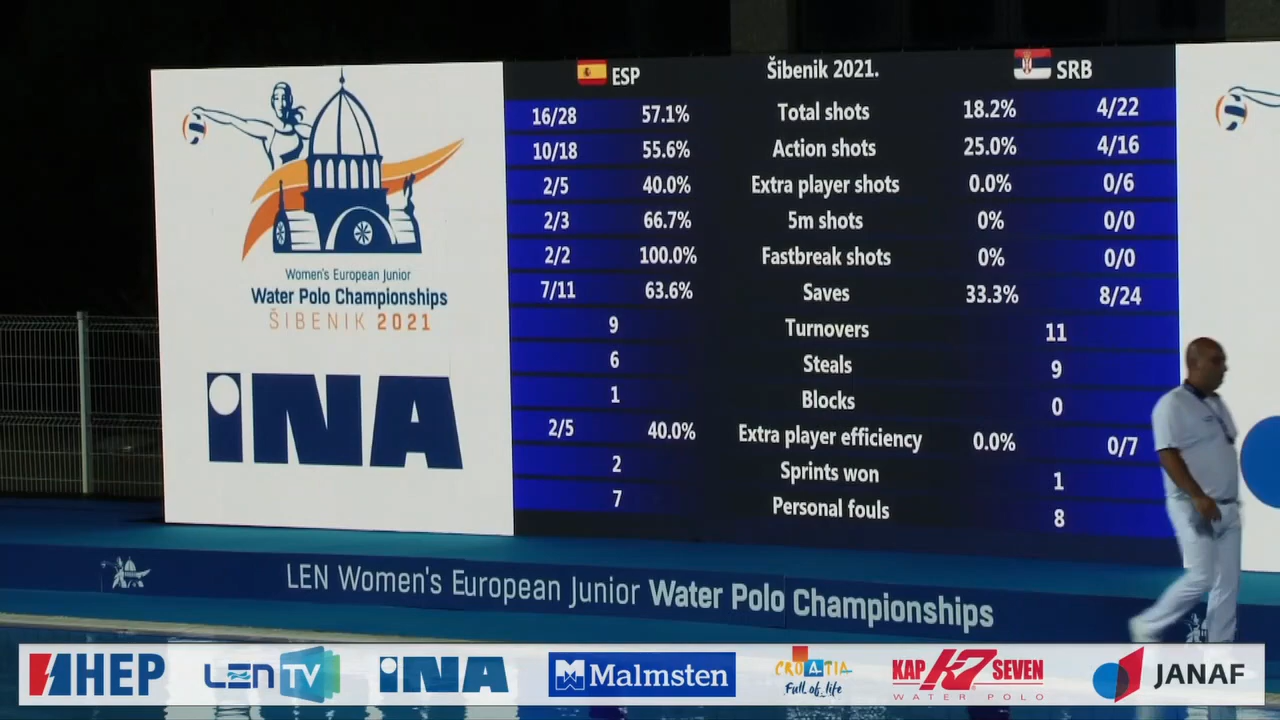 ESP Šibenik 2021. SRB
16/28 57.1% Total shots 18.2% 4/22
10/18 55.6% Action shots 25.0% 4/16
2/5 40.0% Extra player shots 0.0% 0/6
2/3 66.7% 5m shots 0% 0/0
2/2 100.0% Fastbreak shots 0% 0/0
7/11 63.6% Saves 33.3% 8/24
9 Turnovers 11
6 Steals 9
1 Blocks 0
2/5 40.0% Extra player efficiency 0.0% 0/7
2 Sprints won 1
7 Personal fouls 8
Women's European Junior
Water Polo Championships
ŠIBENIK 2021
INA
LEN Women's European Junior Water Polo Championships
HEP
LEN TV
INA
Malmsten
CROATIA
Full of life
KAP K7 SEVEN
WATER POLO
JANAF